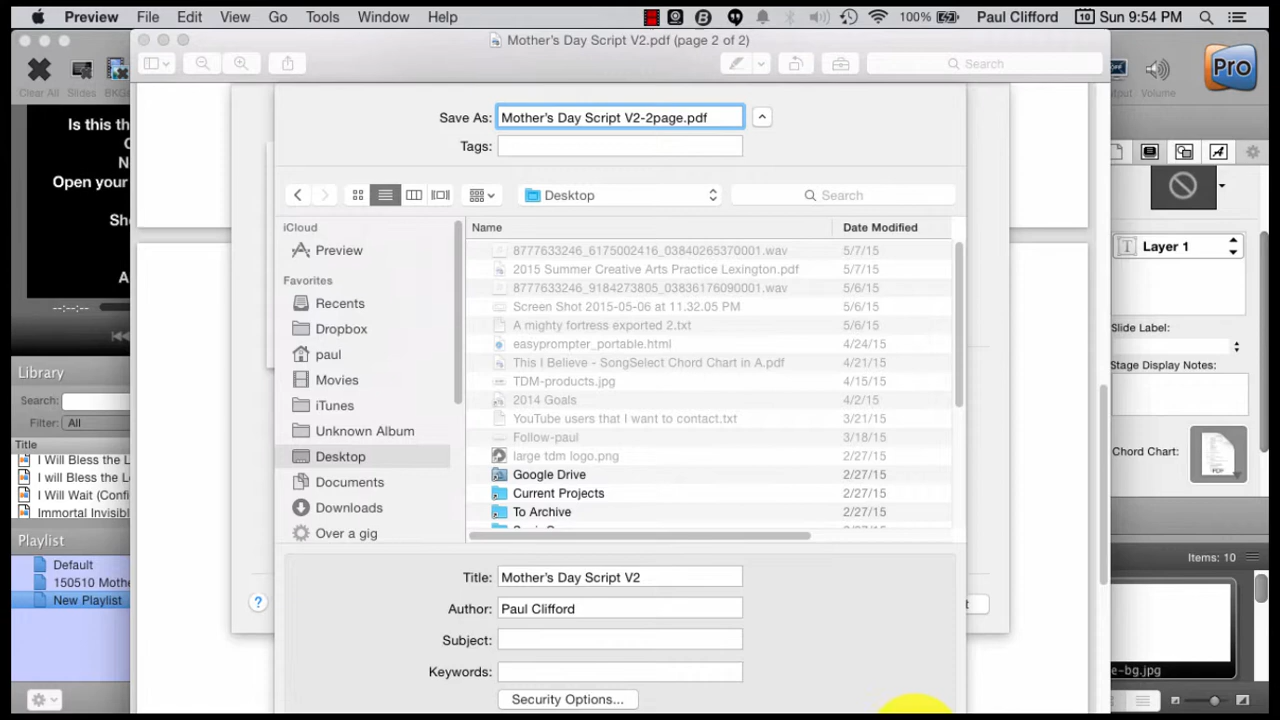 Preview File Edit View Go Tools Window Help 100% Paul Clifford 10 Sun 9:54 PM
Mother's Day Script V2.pdf (page 2 of 2)
Search
Pro
Clear All Slides
Volume
Is this th
Open your
Sho
A
--:--:--
Save As: Mother's Day Script V2-2page.pdf
Tags:
Desktop
Search
iCloud
Preview
Favorites
Recents
Dropbox
paul
Movies
iTunes
Unknown Album
Desktop
Documents
Downloads
Over a gig
Name Date Modified
8777633246_6175002416_03840265370001.wav 5/7/15
2015 Summer Creative Arts Practice Lexington.pdf 5/7/15
8777633246_9184273805_03836176090001.wav 5/6/15
Screen Shot 2015-05-06 at 11.32.05 PM 5/6/15
A mighty fortress exported 2.txt 5/6/15
easyprompter_portable.html 4/24/15
This I Believe - SongSelect Chord Chart in A.pdf 4/21/15
TDM-products.jpg 4/15/15
2014 Goals 4/2/15
YouTube users that I want to contact.txt 3/21/15
Follow-paul 3/18/15
large tdm logo.png 2/27/15
Google Drive 2/27/15
Current Projects 2/27/15
To Archive 2/27/15
Title: Mother's Day Script V2
Author: Paul Clifford
Subject:
Keywords:
Security Options...
?
Library
Search:
Filter: All
Title
I Will Bless the L
I will Bless the L
I Will Wait (Confi
Immortal Invisibl
Playlist
Default
150510 Mothe
New Playlist
T Layer 1
Slide Label:
Stage Display Notes:
Chord Chart:
PDF
Items: 10
e-bg.jpg